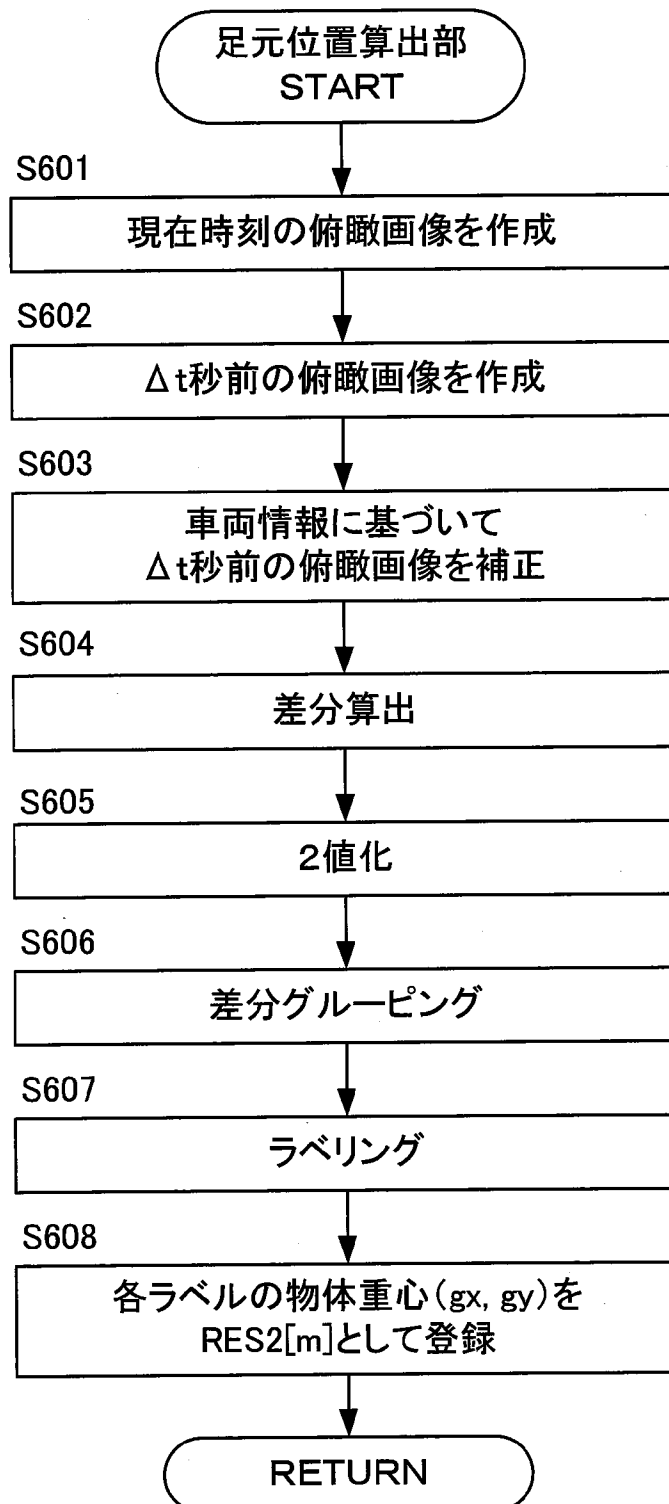 足元位置算出部
START
S601
現在時刻の俯瞰画像を作成
S602
Δt秒前の俯瞰画像を作成
S603
車両情報に基づいて
Δt秒前の俯瞰画像を補正
S604
差分算出
S605
2値化
S606
差分グルーピング
S607
ラベリング
S608
各ラベルの物体重心(gx, gy)を
RES2[m]として登録
RETURN